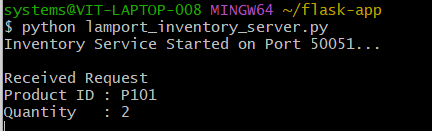 systems@VIT-LAPTOP-008 MINGW64 ~/flask-app
$ python lamport_inventory_server.py
Inventory Service Started on Port 50051...
Received Request
Product ID : P101
Quantity   : 2